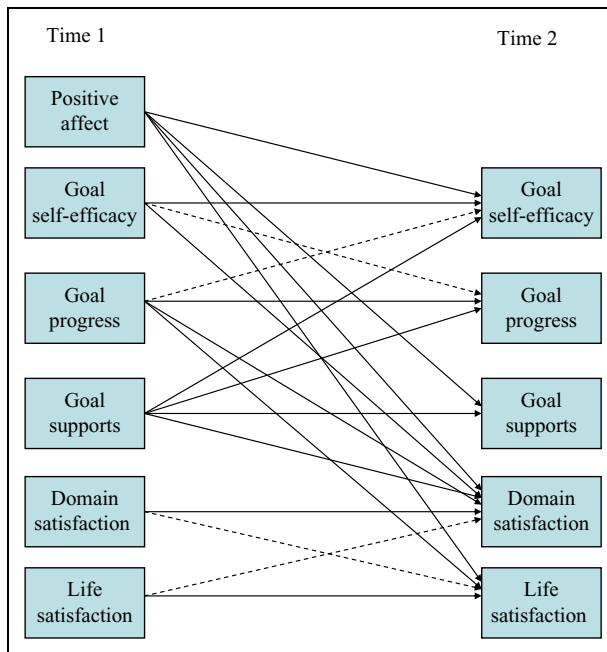 Time 1
Time 2
Positive
affect
Goal
self-efficacy
Goal
self-efficacy
Goal
progress
Goal
progress
Goal
supports
Goal
supports
Domain
satisfaction
Domain
satisfaction
Life
satisfaction
Life
satisfaction